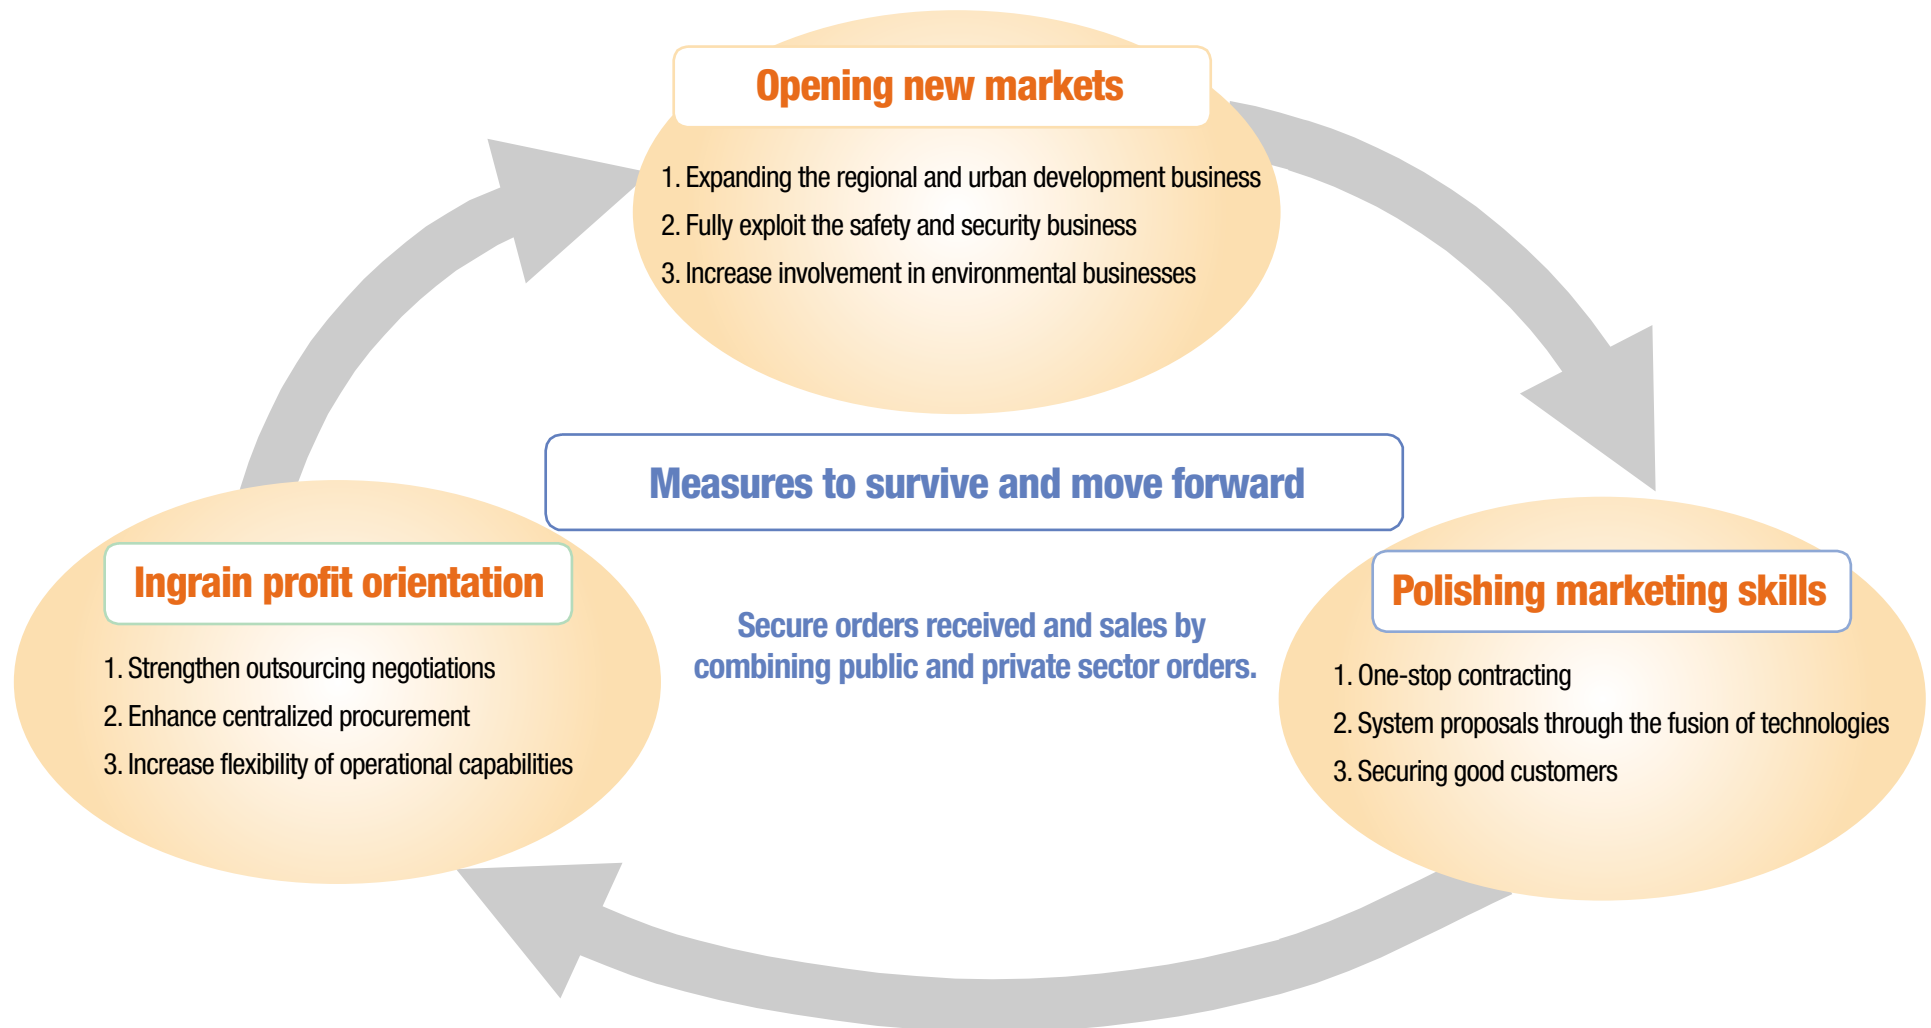 Opening new markets
1. Expanding the regional and urban development business
2. Fully exploit the safety and security business
3. Increase involvement in environmental businesses
Measures to survive and move forward
Secure orders received and sales by
combining public and private sector orders.
Ingrain profit orientation
1. Strengthen outsourcing negotiations
2. Enhance centralized procurement
3. Increase flexibility of operational capabilities
Polishing marketing skills
1. One-stop contracting
2. System proposals through the fusion of technologies
3. Securing good customers